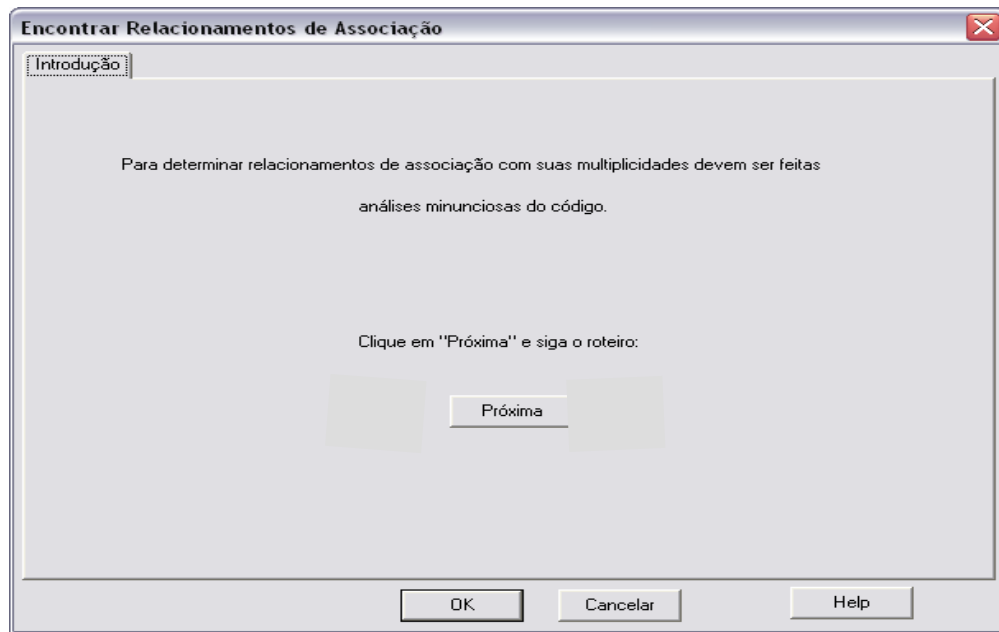 Encontrar Relacionamentos de Associação
Introdução
Para determinar relacionamentos de associação com suas multiplicidades devem ser feitas
análises minunciosas do código.
Clique em "Próxima" e siga o roteiro:
Próxima
OK Cancelar Help